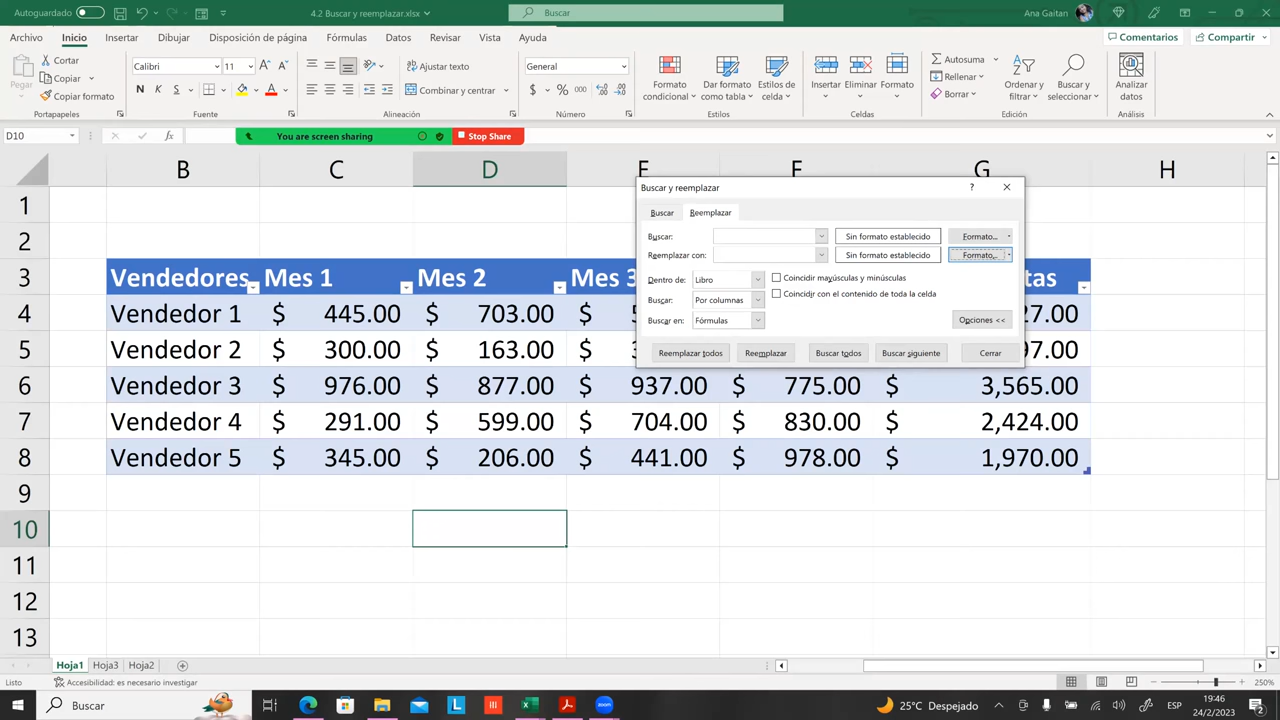 Autoguardado
4.2 Buscar y reemplazar.xlsx
Buscar
Ana Gaitan
Archivo Inicio Insertar Dibujar Disposición de página Fórmulas Datos Revisar Vista Ayuda
Comentarios Compartir
Pegar
Cortar
Copiar
Copiar formato
Portapapeles
Calibri 11
N K S
Fuente
Ajustar texto
Combinar y centrar
Alineación
General
$ % 000
Número
Formato condicional
Dar formato como tabla
Estilos de celda
Estilos
Insertar Eliminar Formato
Celdas
Autosuma
Rellenar
Borrar
Ordenar y filtrar
Buscar y seleccionar
Edición
Analizar datos
Análisis
D10
fx
You are screen sharing
Stop Share
B C D E F G H
1
2
3 Vendedores Mes 1 Mes 2 Mes 3 tas
4 Vendedor 1 $ 445.00 $ 703.00 $ 27.00
5 Vendedor 2 $ 300.00 $ 163.00 $ 97.00
6 Vendedor 3 $ 976.00 $ 877.00 $ 937.00 $ 775.00 $ 3,565.00
7 Vendedor 4 $ 291.00 $ 599.00 $ 704.00 $ 830.00 $ 2,424.00
8 Vendedor 5 $ 345.00 $ 206.00 $ 441.00 $ 978.00 $ 1,970.00
9
10
11
12
13
Buscar y reemplazar
?
Buscar Reemplazar
Buscar: Sin formato establecido Formato...
Reemplazar con: Sin formato establecido Formato...
Dentro de: Libro Coincidir mayúsculas y minúsculas
Buscar: Por columnas Coincidir con el contenido de toda la celda
Buscar en: Fórmulas Opciones <<
Reemplazar todos Reemplazar Buscar todos Buscar siguiente Cerrar
Hoja1 Hoja3 Hoja2
Listo Accesibilidad: es necesario investigar 250%
Buscar
zoom
25°C Despejado
ESP
19:46
24/2/2023